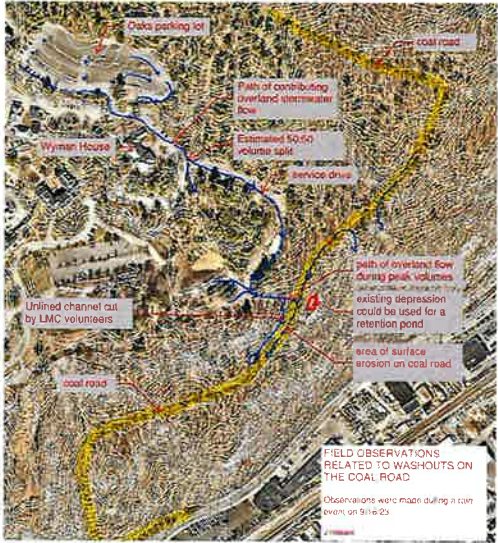 Oaks parking lot
coal road
Path of contributing
overland stormwater
flow
Estimated 50:50
volume split
Wyman House
service drive
path of overland flow
during peak volumes
existing depression
could be used for a
retention pond
Unlined channel cut
by LMC volunteers
area of surface
erosion on coal road
coal road
FIELD OBSERVATIONS
RELATED TO WASHOUTS ON
THE COAL ROAD
Observations were made during a rain
event on 9/18/23